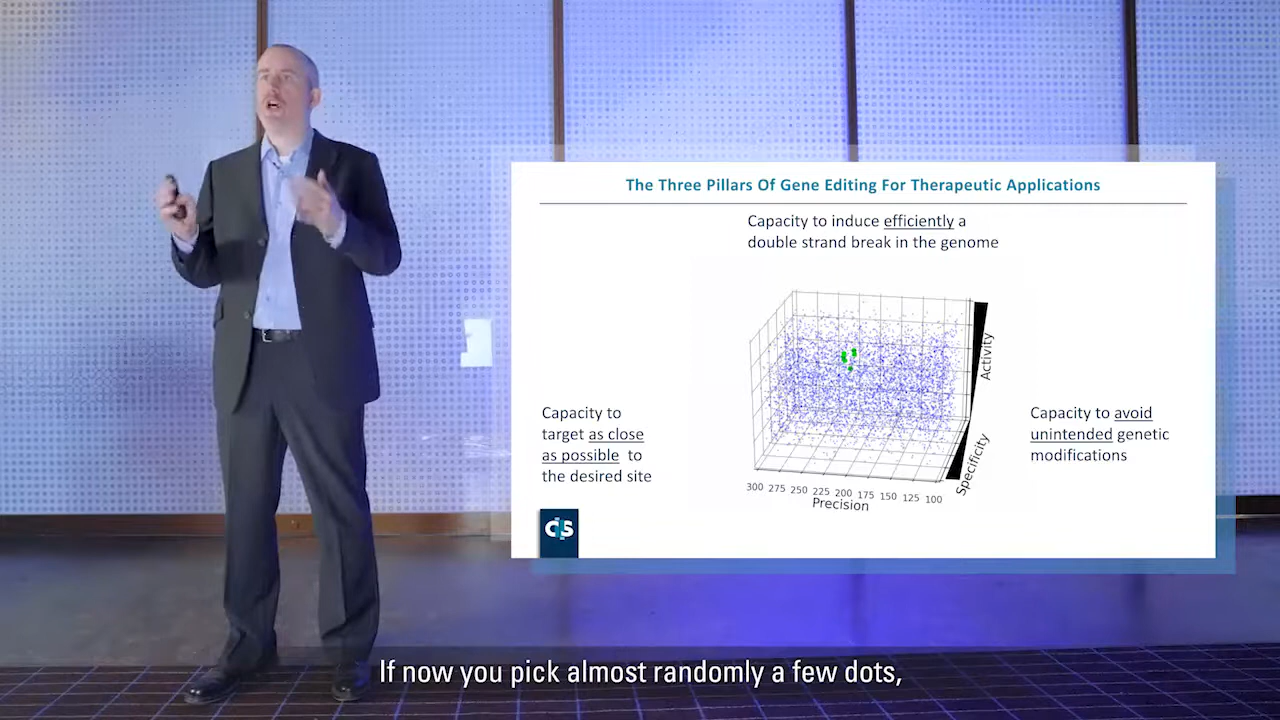 The Three Pillars Of Gene Editing For Therapeutic Applications
Capacity to induce efficiently a
double strand break in the genome
Capacity to
target as close
as possible to
the desired site
Activity
Specificity
300 275 250 225 200 175 150 125 100
Precision
Capacity to avoid
unintended genetic
modifications
If now you pick almost randomly a few dots,